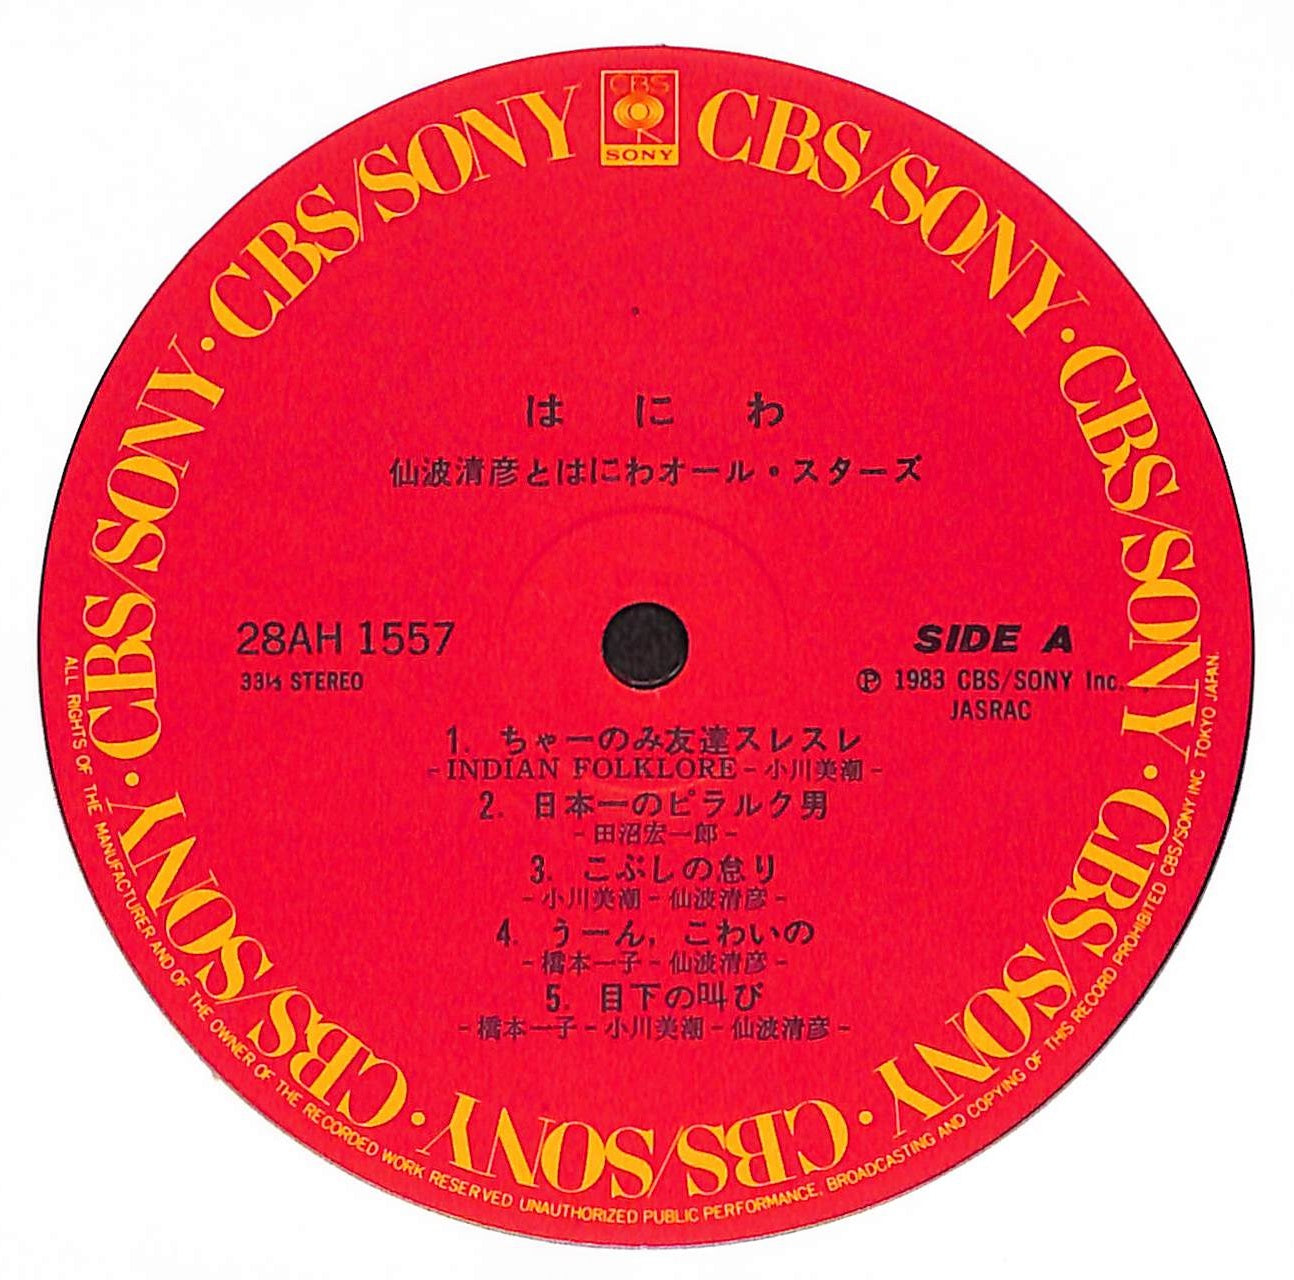 CBS
SONY
CBS/SONY · CBS/SONY · CBS/SONY · CBS/SONY · CBS/SONY · CBS/SONY · CBS/SONY · CBS/SONY
はにわ
仙波清彦とはにわオール・スターズ
28AH 1557
33⅓ STEREO
SIDE A
Ⓟ 1983 CBS/SONY Inc.
JASRAC
1. ちゃーのみ友達スレスレ
-INDIAN FOLKLORE-小川美潮-
2. 日本一のピラルク男
-田沼宏一郎-
3. こぶしの怠り
-小川美潮-仙波清彦-
4. うーん, こわいの
-橋本一子-仙波清彦-
5. 目下の叫び
-橋本一子-小川美潮-仙波清彦-
ALL RIGHTS OF THE MANUFACTURER AND OF THE OWNER OF THE RECORDED WORK RESERVED UNAUTHORIZED PUBLIC PERFORMANCE, BROADCASTING AND COPYING OF THIS RECORD PROHIBITED CBS/SONY INC TOKYO JAPAN.